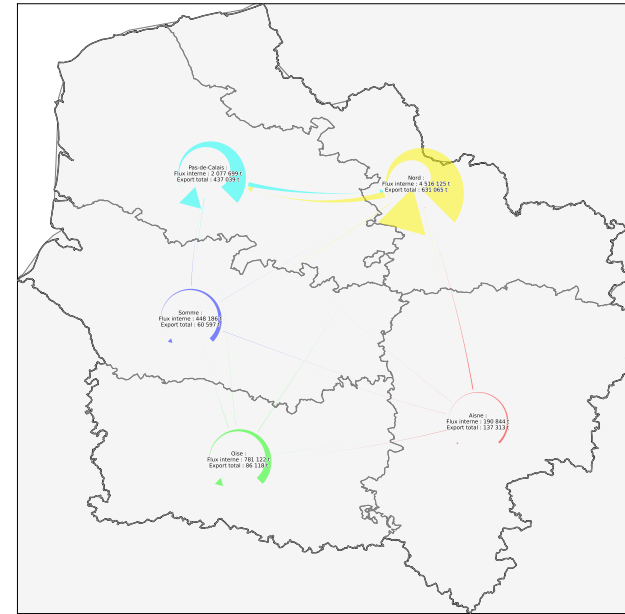 Pas-de-Calais :
Flux interne : 2 077 699 t
Export total : 437 039 t
Nord :
Flux interne : 4 516 125 t
Export total : 631 065 t
Somme :
Flux interne : 448 186 t
Export total : 60 597 t
Aisne :
Flux interne : 190 844 t
Export total : 137 313 t
Oise :
Flux interne : 781 122 t
Export total : 86 118 t